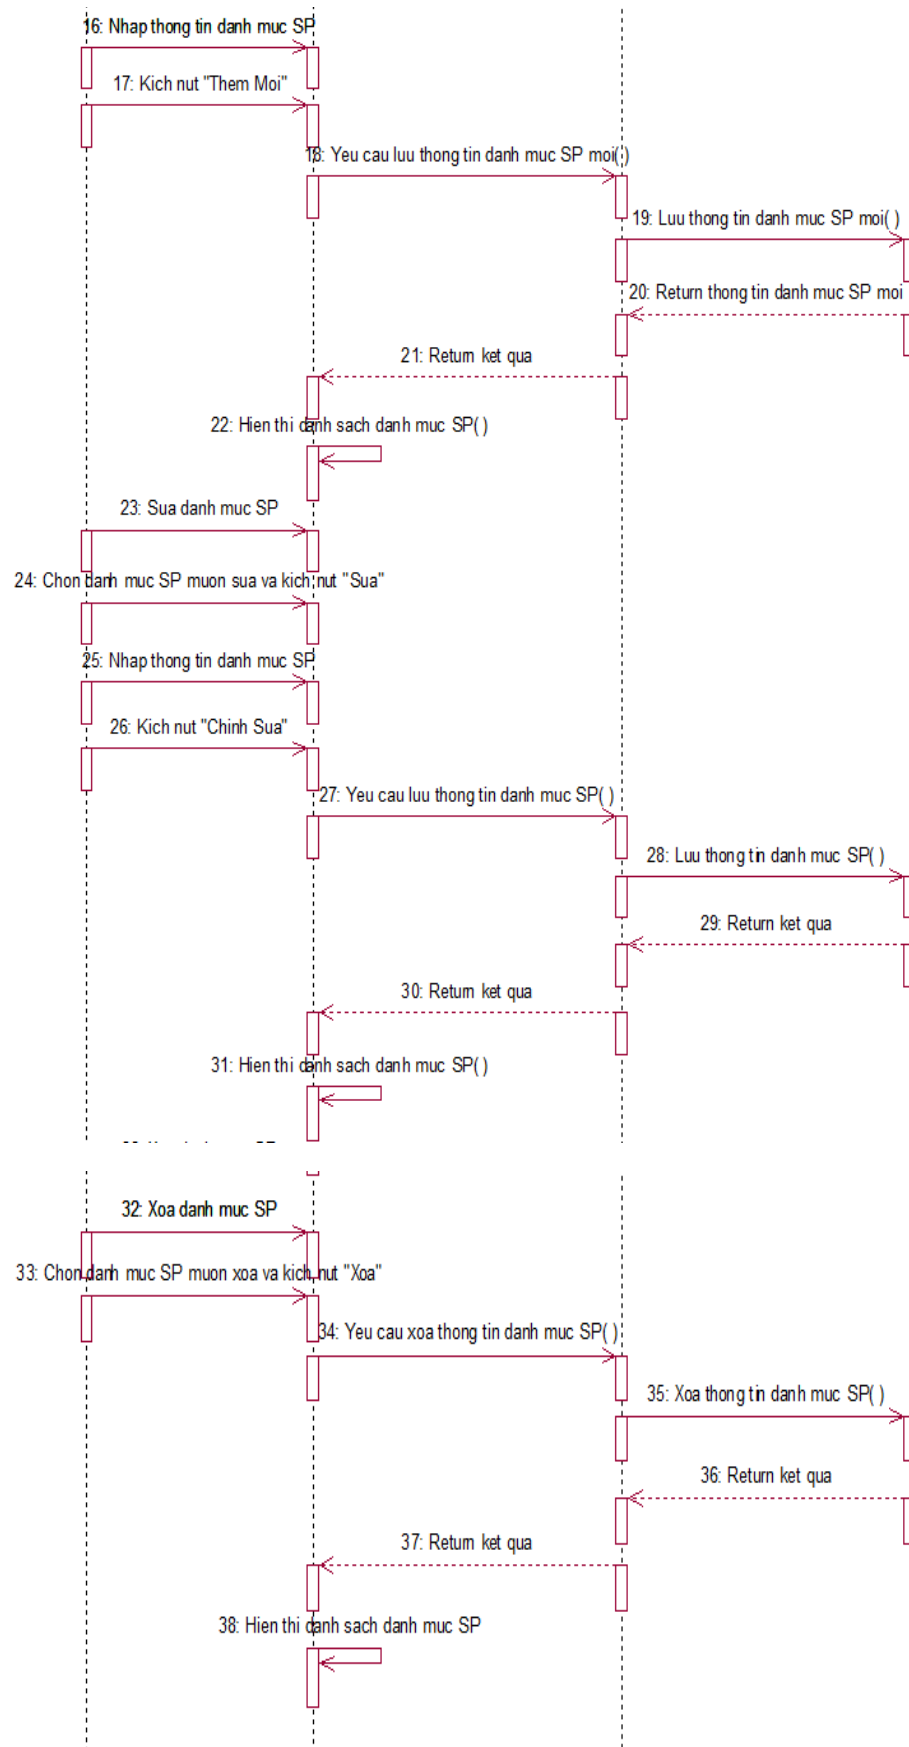 16: Nhap thong tin danh muc SP
17: Kich nut "Them Moi"
18: Yeu cau luu thong tin danh muc SP moi( )
19: Luu thong tin danh muc SP moi( )
20: Return thong tin danh muc SP moi
21: Return ket qua
22: Hien thi danh sach danh muc SP( )
23: Sua danh muc SP
24: Chon danh muc SP muon sua va kich nut "Sua"
25: Nhap thong tin danh muc SP
26: Kich nut "Chinh Sua"
27: Yeu cau luu thong tin danh muc SP( )
28: Luu thong tin danh muc SP( )
29: Return ket qua
30: Return ket qua
31: Hien thi danh sach danh muc SP( )
32: Xoa danh muc SP
33: Chon danh muc SP muon xoa va kich nut "Xoa"
34: Yeu cau xoa thong tin danh muc SP( )
35: Xoa thong tin danh muc SP( )
36: Return ket qua
37: Return ket qua
38: Hien thi danh sach danh muc SP